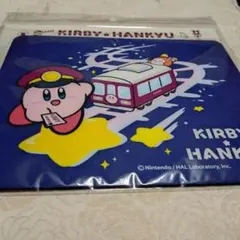 KIRBY★HANKYU
KIRBY
★
HANK
© Nintendo / HAL Laboratory, Inc.